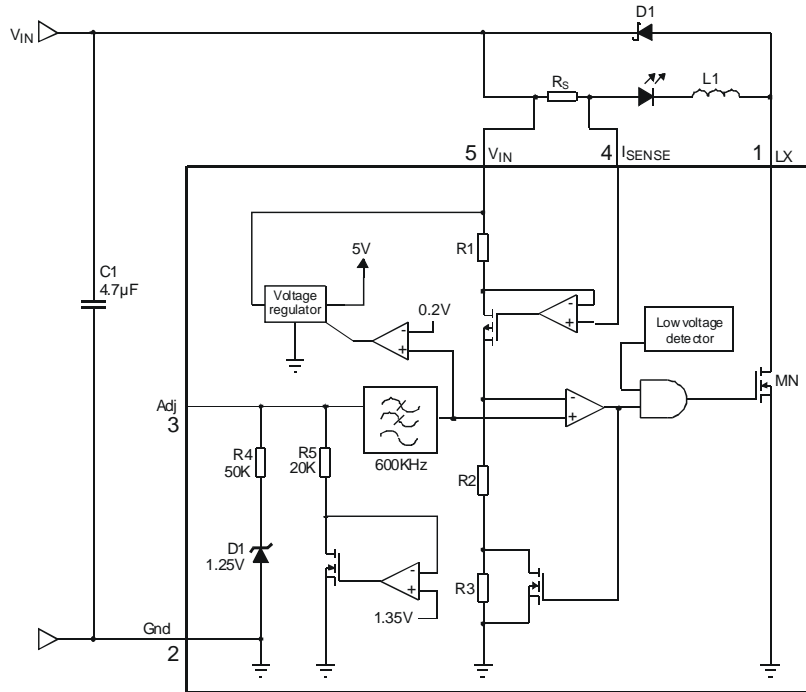 D1
VIN
RS
L1
5 VIN
4 ISENSE
1 LX
R1
5V
C1
4.7µF
Voltage
regulator
0.2V
-
+
-
+
Low voltage
detector
MN
Adj
3
-
+
R4
50K
R5
20K
600KHz
R2
D1
1.25V
-
+
1.35V
R3
Gnd
2